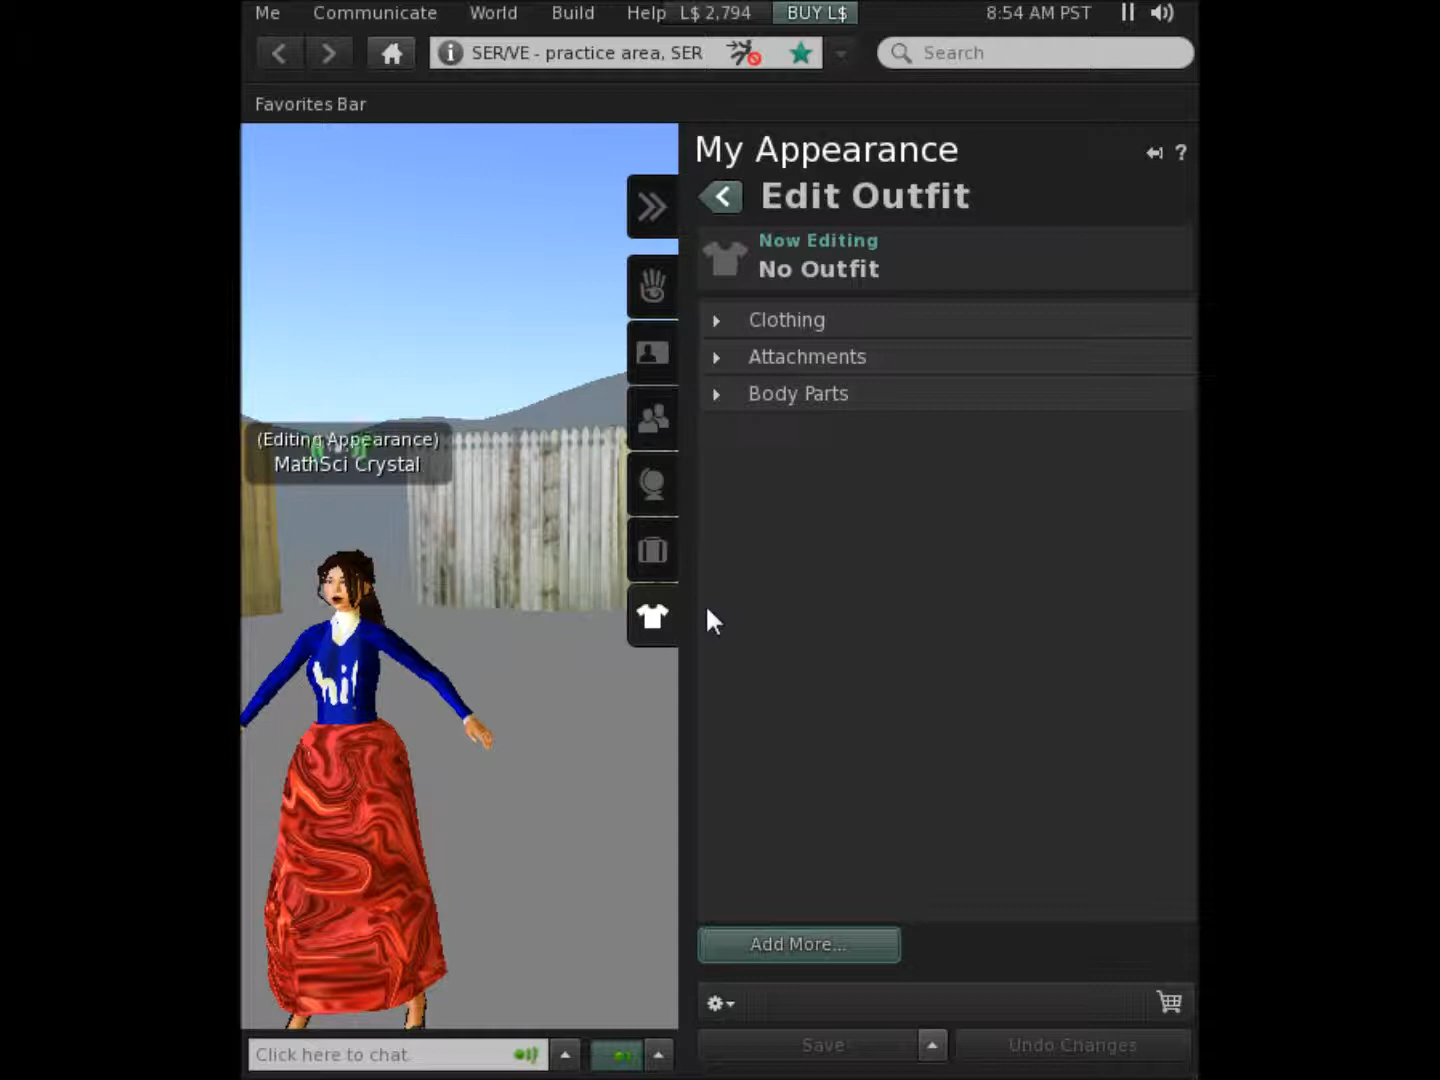 Me Communicate World Build Help L$ 2,794 BUY L$ 8:54 AM PST
SER/VE - practice area, SER Search
Favorites Bar
My Appearance ?
Edit Outfit
Now Editing
No Outfit
Clothing
Attachments
Body Parts
(Editing Appearance)
MathSci Crystal
hi!
Add More...
Save Undo Changes
Click here to chat.